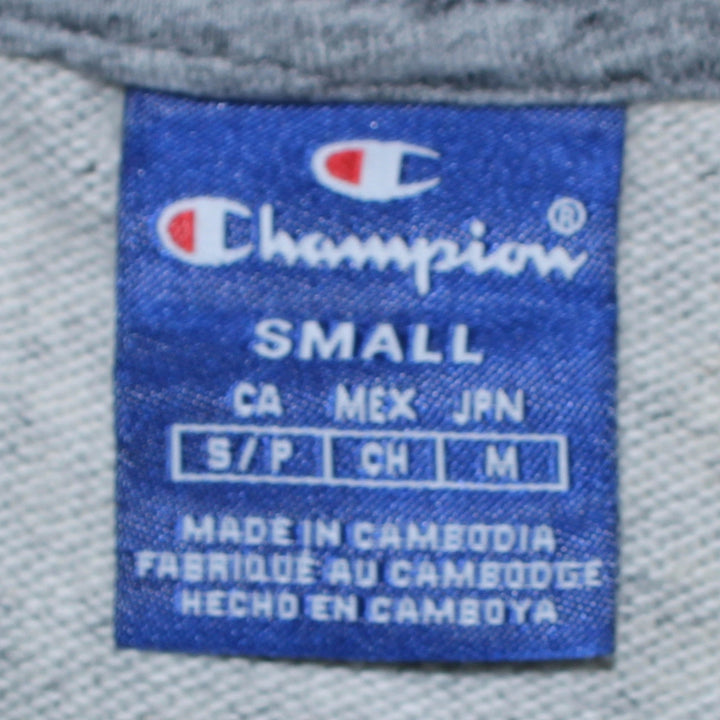 Champion®
SMALL
CA MEX JPN
S/P CH M
MADE IN CAMBODIA
FABRIQUÉ AU CAMBODGE
HECHO EN CAMBOYA